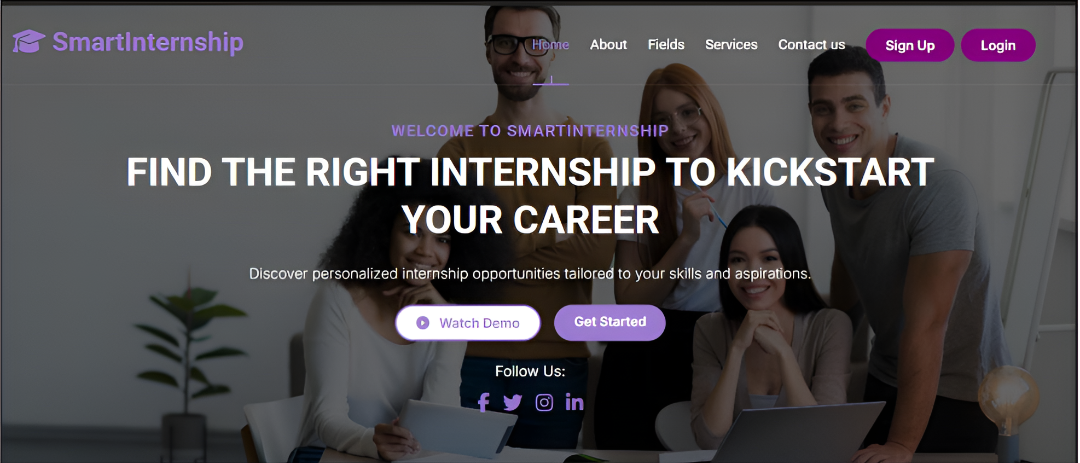 SmartInternship
Home About Fields Services Contact us Sign Up Login
WELCOME TO SMARTINTERNSHIP
FIND THE RIGHT INTERNSHIP TO KICKSTART
YOUR CAREER
Discover personalized internship opportunities tailored to your skills and aspirations.
Watch Demo Get Started
Follow Us: